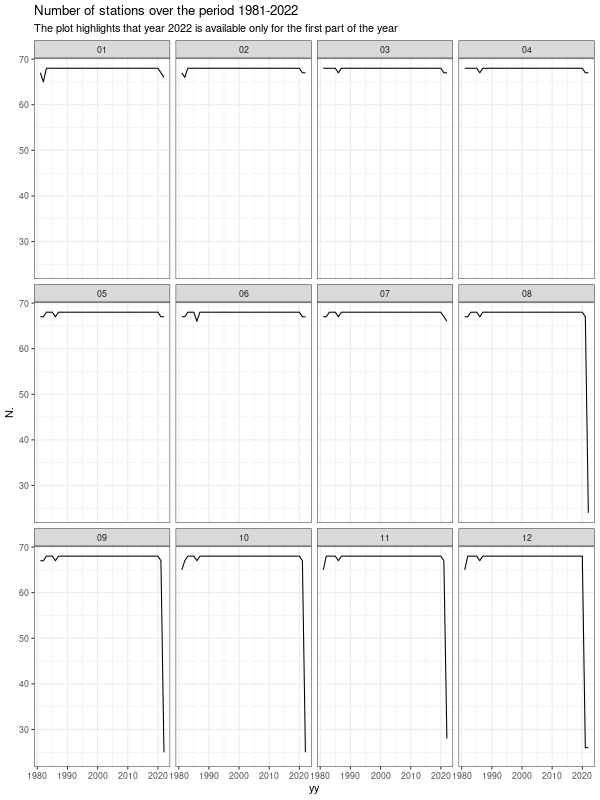 Number of stations over the period 1981-2022
The plot highlights that year 2022 is available only for the first part of the year
01 02 03 04
70
60
50
40
30
05 06 07 08
70
60
50
40
30
N.
09 10 11 12
70
60
50
40
30
1980 1990 2000 2010 2020 1980 1990 2000 2010 2020 1980 1990 2000 2010 2020 1980 1990 2000 2010 2020
yy